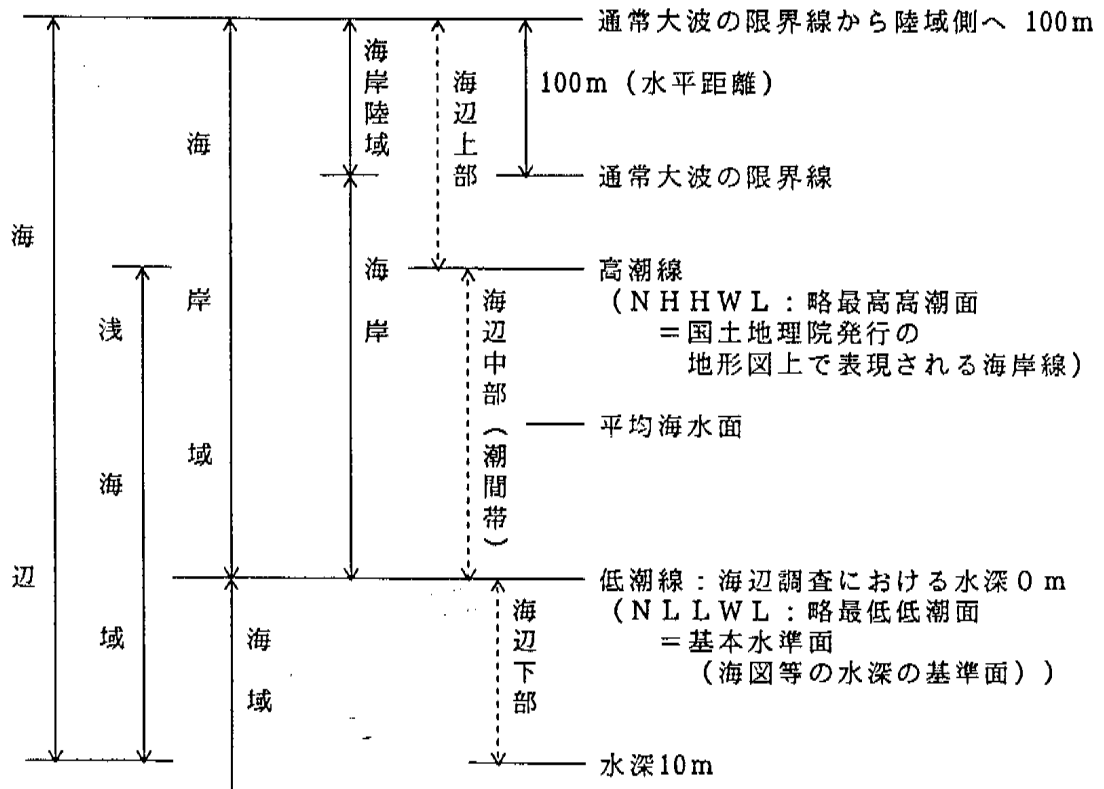 通常大波の限界線から陸域側へ 100m
100m（水平距離）
通常大波の限界線
高潮線
（NHHWL：略最高高潮面
＝国土地理院発行の
地形図上で表現される海岸線）
平均海水面
低潮線：海辺調査における水深0m
（NLLWL：略最低低潮面
＝基本水準面
（海図等の水深の基準面））
水深10m
海辺
浅海域
海岸域
海域
海岸陸域
海岸
海辺上部
海辺中部（潮間帯）
海辺下部